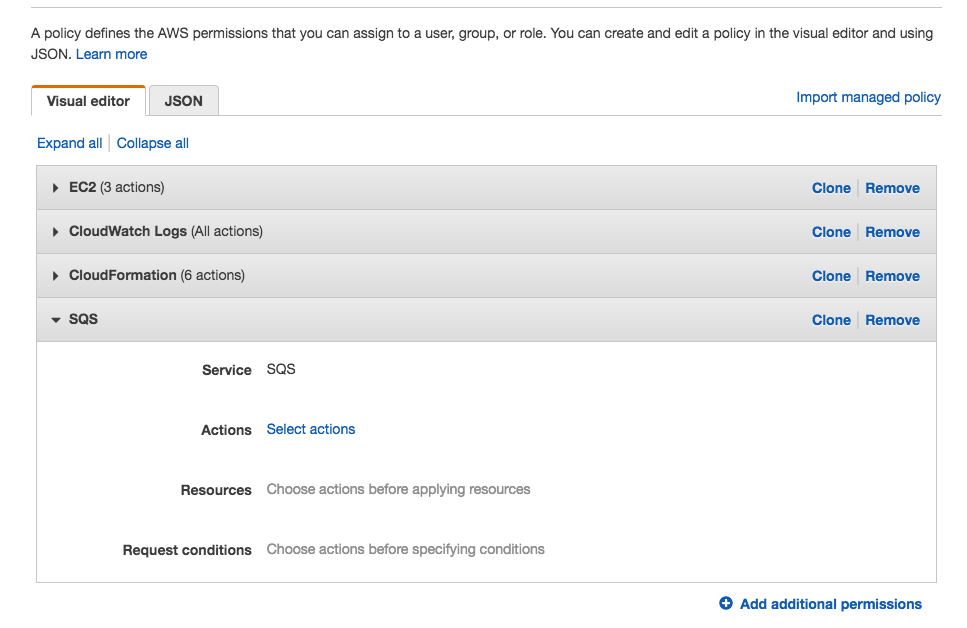 A policy defines the AWS permissions that you can assign to a user, group, or role. You can create and edit a policy in the visual editor and using
JSON. Learn more
Visual editor JSON Import managed policy
Expand all Collapse all
EC2 (3 actions) Clone Remove
CloudWatch Logs (All actions) Clone Remove
CloudFormation (6 actions) Clone Remove
SQS Clone Remove
Service SQS
Actions Select actions
Resources Choose actions before applying resources
Request conditions Choose actions before specifying conditions
Add additional permissions